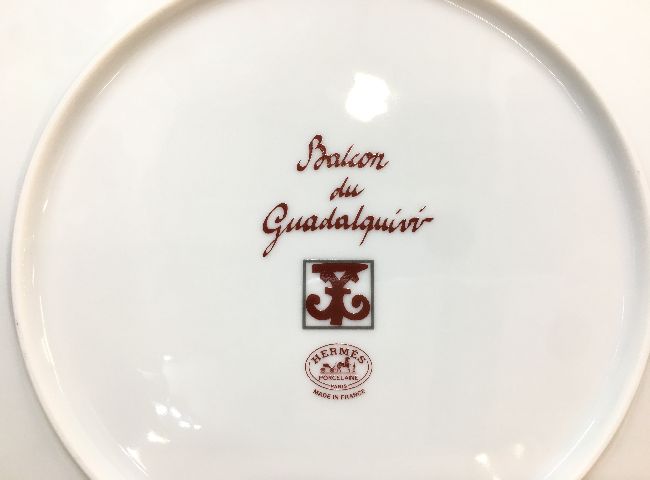 Balcon
du
Guadalquivir
HERMÈS
PORCELAINE
PARIS
MADE IN FRANCE